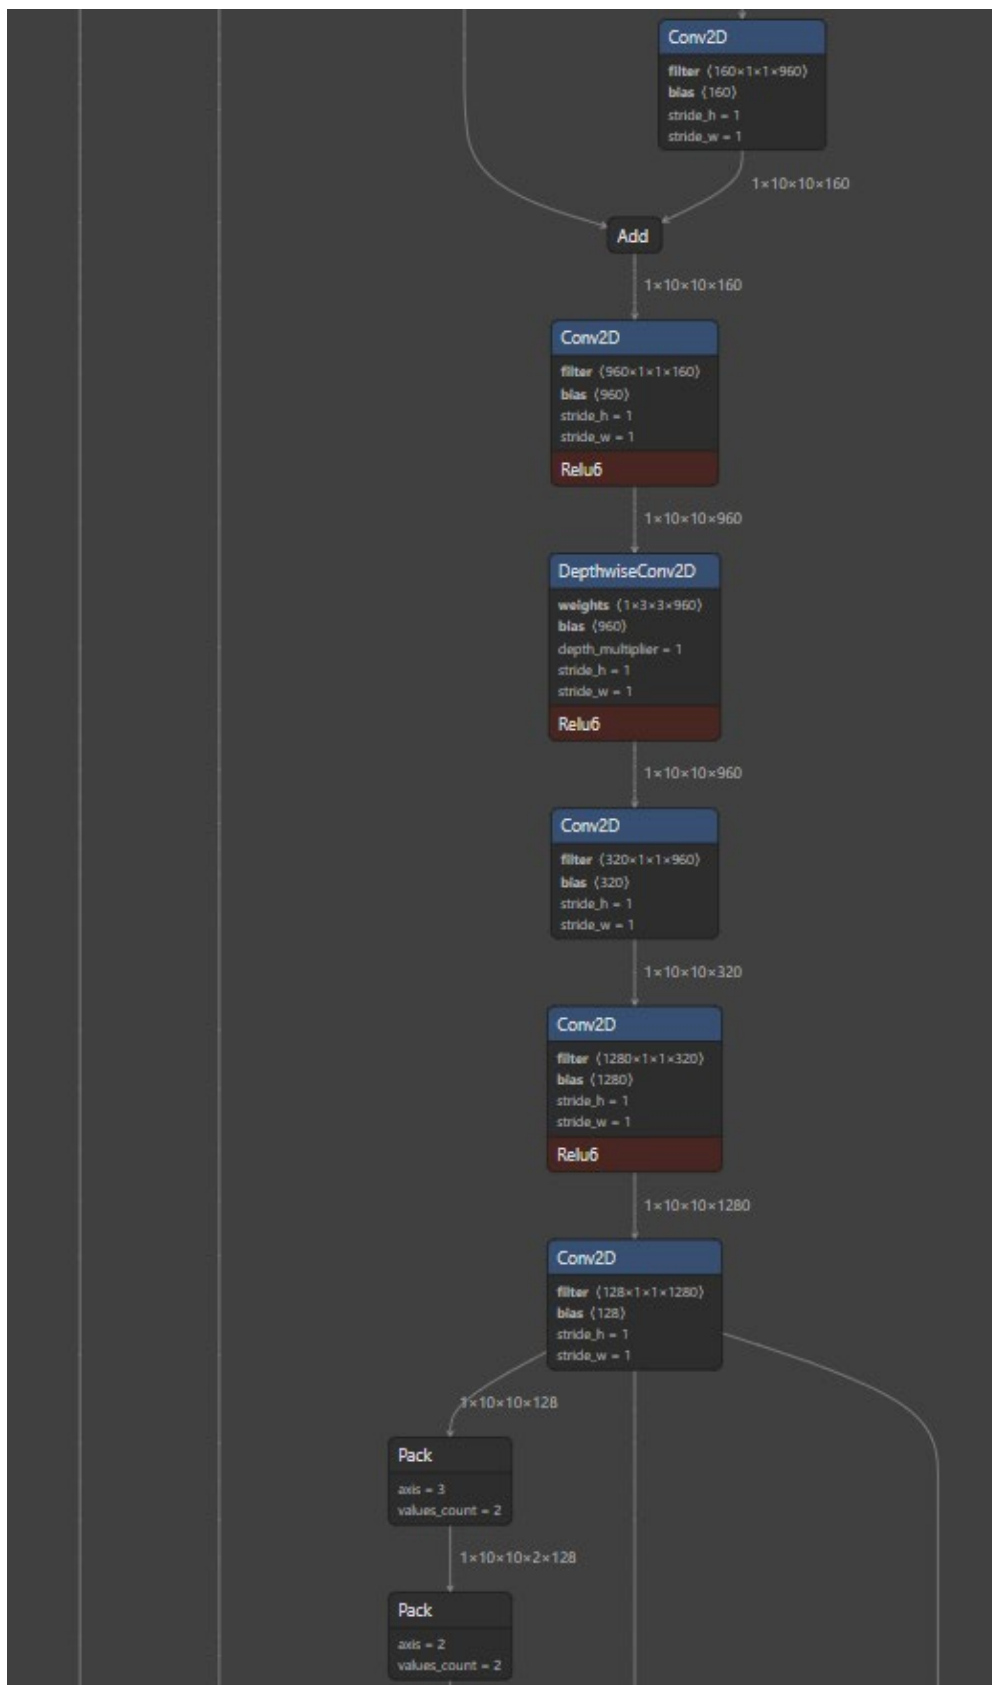 Conv2D
filter ⟨160×1×1×960⟩
bias ⟨160⟩
stride_h = 1
stride_w = 1
1×10×10×160
Add
1×10×10×160
Conv2D
filter ⟨960×1×1×160⟩
bias ⟨960⟩
stride_h = 1
stride_w = 1
Relu6
1×10×10×960
DepthwiseConv2D
weights ⟨1×3×3×960⟩
bias ⟨960⟩
depth_multiplier = 1
stride_h = 1
stride_w = 1
Relu6
1×10×10×960
Conv2D
filter ⟨320×1×1×960⟩
bias ⟨320⟩
stride_h = 1
stride_w = 1
1×10×10×320
Conv2D
filter ⟨1280×1×1×320⟩
bias ⟨1280⟩
stride_h = 1
stride_w = 1
Relu6
1×10×10×1280
Conv2D
filter ⟨128×1×1×1280⟩
bias ⟨128⟩
stride_h = 1
stride_w = 1
1×10×10×128
Pack
axis = 3
values_count = 2
1×10×10×2×128
Pack
axis = 2
values_count = 2